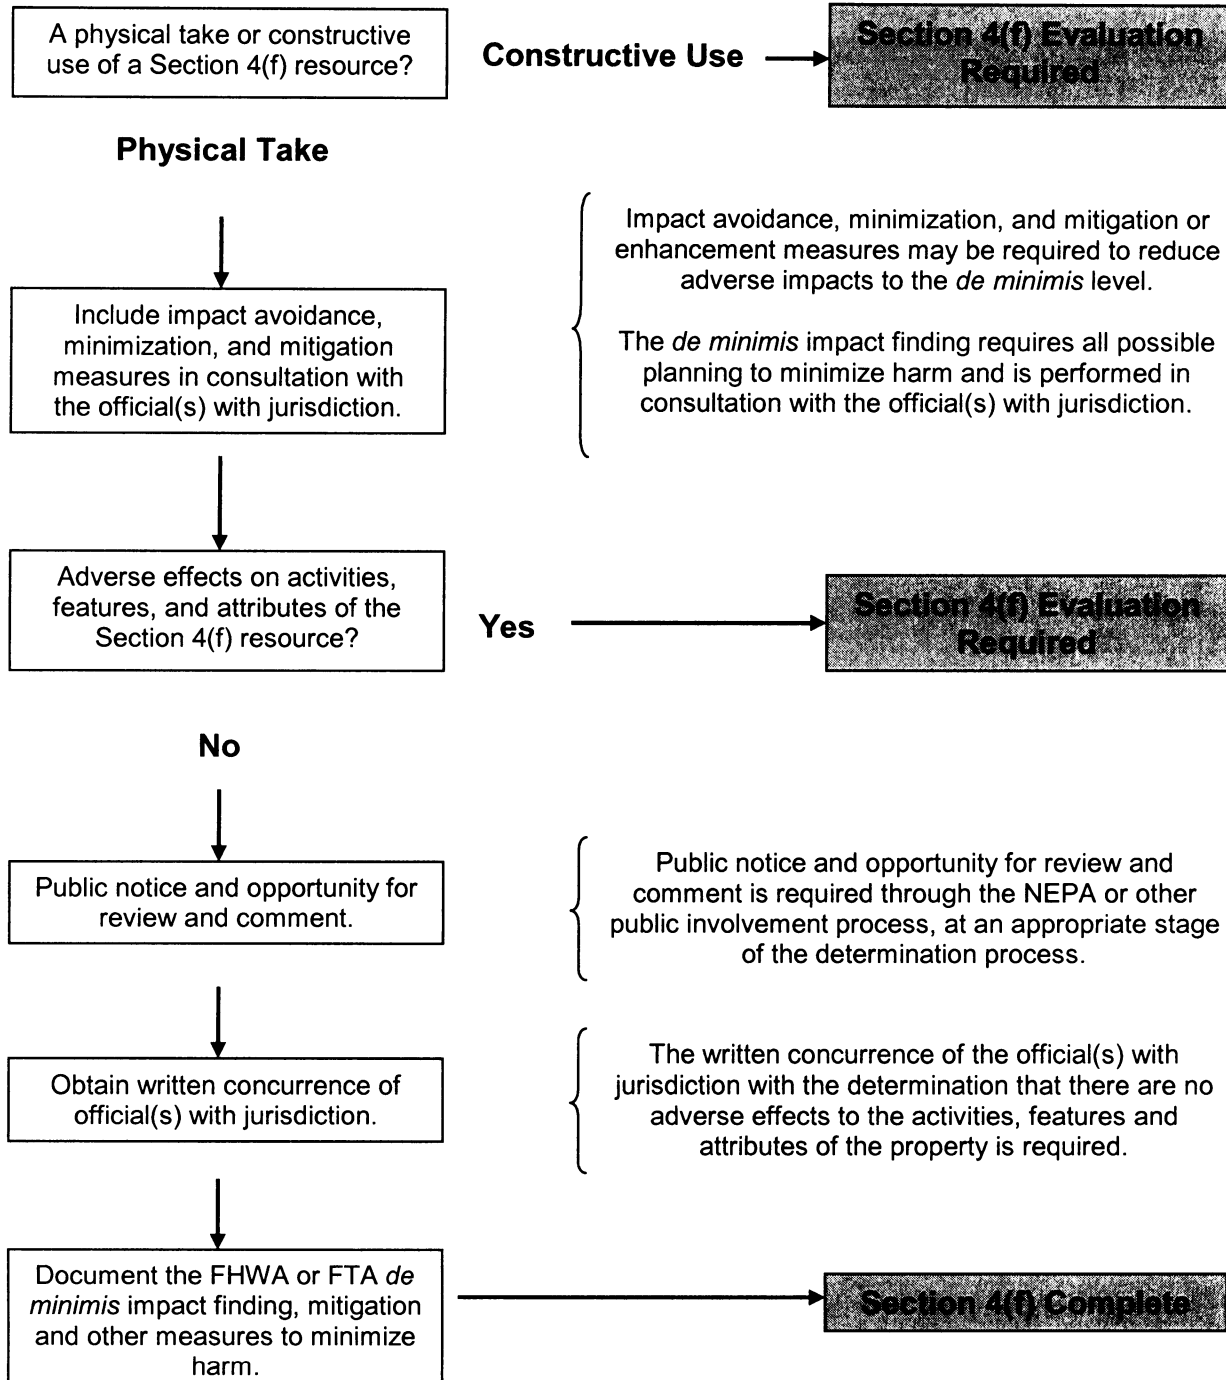 A physical take or constructive
use of a Section 4(f) resource?
Constructive Use
Section 4(f) Evaluation
Required
Physical Take
Impact avoidance, minimization, and mitigation or
enhancement measures may be required to reduce
adverse impacts to the de minimis level.
The de minimis impact finding requires all possible
planning to minimize harm and is performed in
consultation with the official(s) with jurisdiction.
Include impact avoidance,
minimization, and mitigation
measures in consultation with
the official(s) with jurisdiction.
Adverse effects on activities,
features, and attributes of the
Section 4(f) resource?
Yes
Section 4(f) Evaluation
Required
No
Public notice and opportunity for
review and comment.
Public notice and opportunity for review and
comment is required through the NEPA or other
public involvement process, at an appropriate stage
of the determination process.
Obtain written concurrence of
official(s) with jurisdiction.
The written concurrence of the official(s) with
jurisdiction with the determination that there are no
adverse effects to the activities, features and
attributes of the property is required.
Document the FHWA or FTA de
minimis impact finding, mitigation
and other measures to minimize
harm.
Section 4(f) Complete